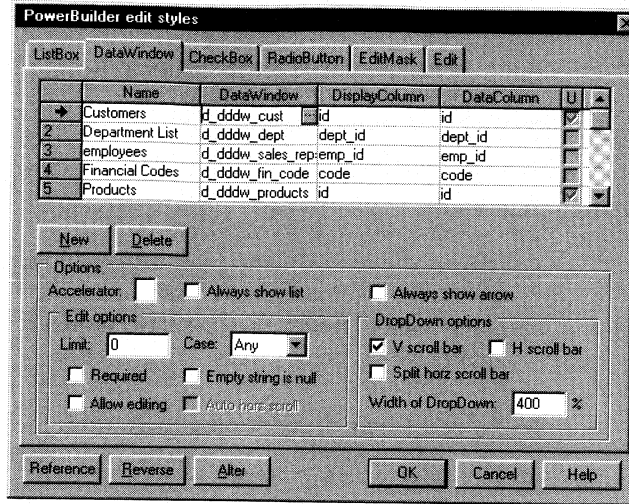 PowerBuilder edit styles
ListBox DataWindow CheckBox RadioButton EditMask Edit
Name DataWindow DisplayColumn DataColumn U
Customers d_dddw_cust ... id id
2 Department List d_dddw_dept dept_id dept_id
3 employees d_dddw_sales_rep: emp_id emp_id
4 Financial Codes d_dddw_fin_code code code
5 Products d_dddw_products id id
New Delete
Options
Accelerator: Always show list Always show arrow
Edit options DropDown options
Limit: 0 Case: Any V scroll bar H scroll bar
Required Empty string is null Split horz scroll bar
Allow editing Auto horz scroll Width of DropDown: 400 %
Reference Reverse Alter OK Cancel Help